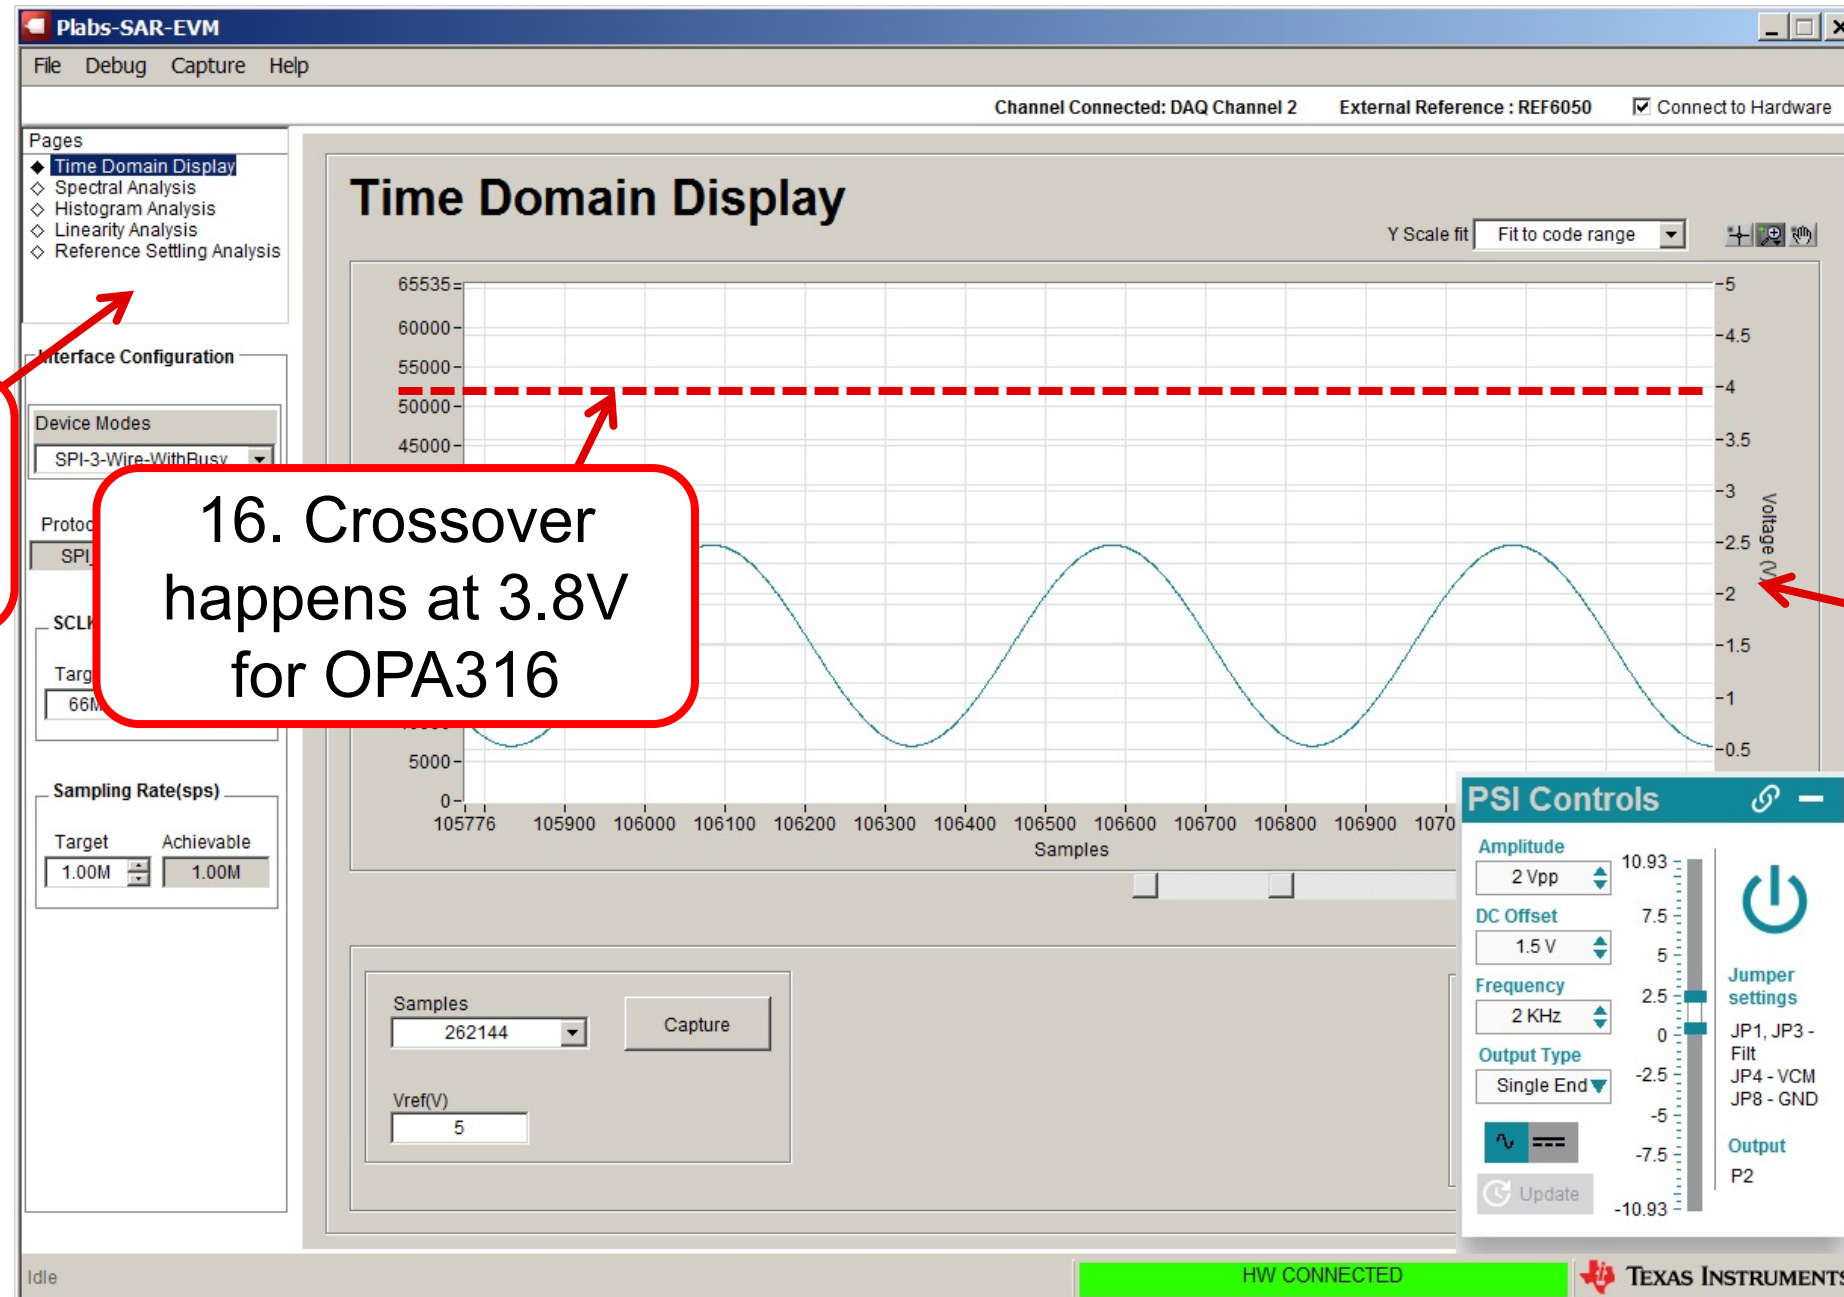 Plabs-SAR-EVM
File Debug Capture Help
Channel Connected: DAQ Channel 2 External Reference : REF6050 Connect to Hardware
Pages
Time Domain Display
Spectral Analysis
Histogram Analysis
Linearity Analysis
Reference Settling Analysis
Interface Configuration
Device Modes
SPI-3-Wire-WithBusy
SPI_
Target
66M
Sampling Rate(sps)
Target Achievable
1.00M 1.00M
Time Domain Display
Y Scale fit Fit to code range
65535
60000
55000
50000
45000
5000
0
5
4.5
4
3.5
3
2.5
2
1.5
1
0.5
Voltage (V)
105776 105900 106000 106100 106200 106300 106400 106500 106600 106700 106800 106900 1070
Samples
16. Crossover
happens at 3.8V
for OPA316
Samples
262144
Capture
Vref(V)
5
PSI Controls
Amplitude
2 Vpp
DC Offset
1.5 V
Frequency
2 KHz
Output Type
Single End
Update
10.93
7.5
5
2.5
0
-2.5
-5
-7.5
-10.93
Jumper
settings
JP1, JP3 -
Filt
JP4 - VCM
JP8 - GND
Output
P2
Idle
HW CONNECTED
TEXAS INSTRUMENTS